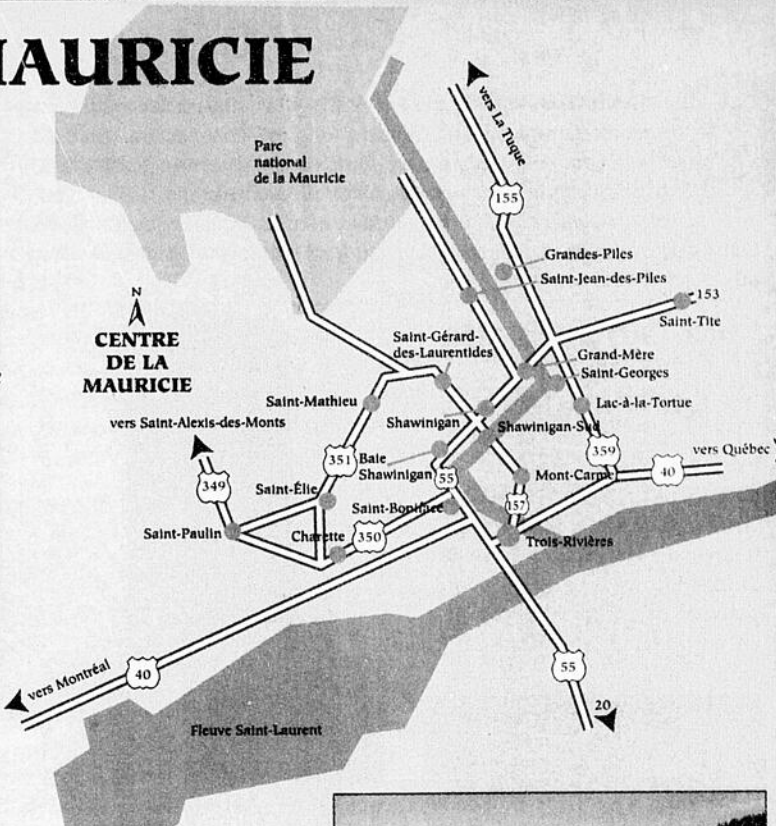 MAURICIE
Parc
national
de la Mauricie
vers La Tuque
155
Grandes-Piles
Saint-Jean-des-Piles
153
Saint-Tite
N
CENTRE
DE LA
MAURICIE
Saint-Gérard-
des-Laurentides
Grand-Mère
Saint-Georges
Saint-Mathieu
Lac-à-la-Tortue
vers Saint-Alexis-des-Monts
Shawinigan
Shawinigan-Sud
351
Baie
Shawinigan
359
vers Québec
40
349
55
Mont-Carmel
Saint-Élie
157
Saint-Boniface
Saint-Paulin
Charette
350
Trois-Rivières
vers Montréal
40
55
20
Fleuve Saint-Laurent